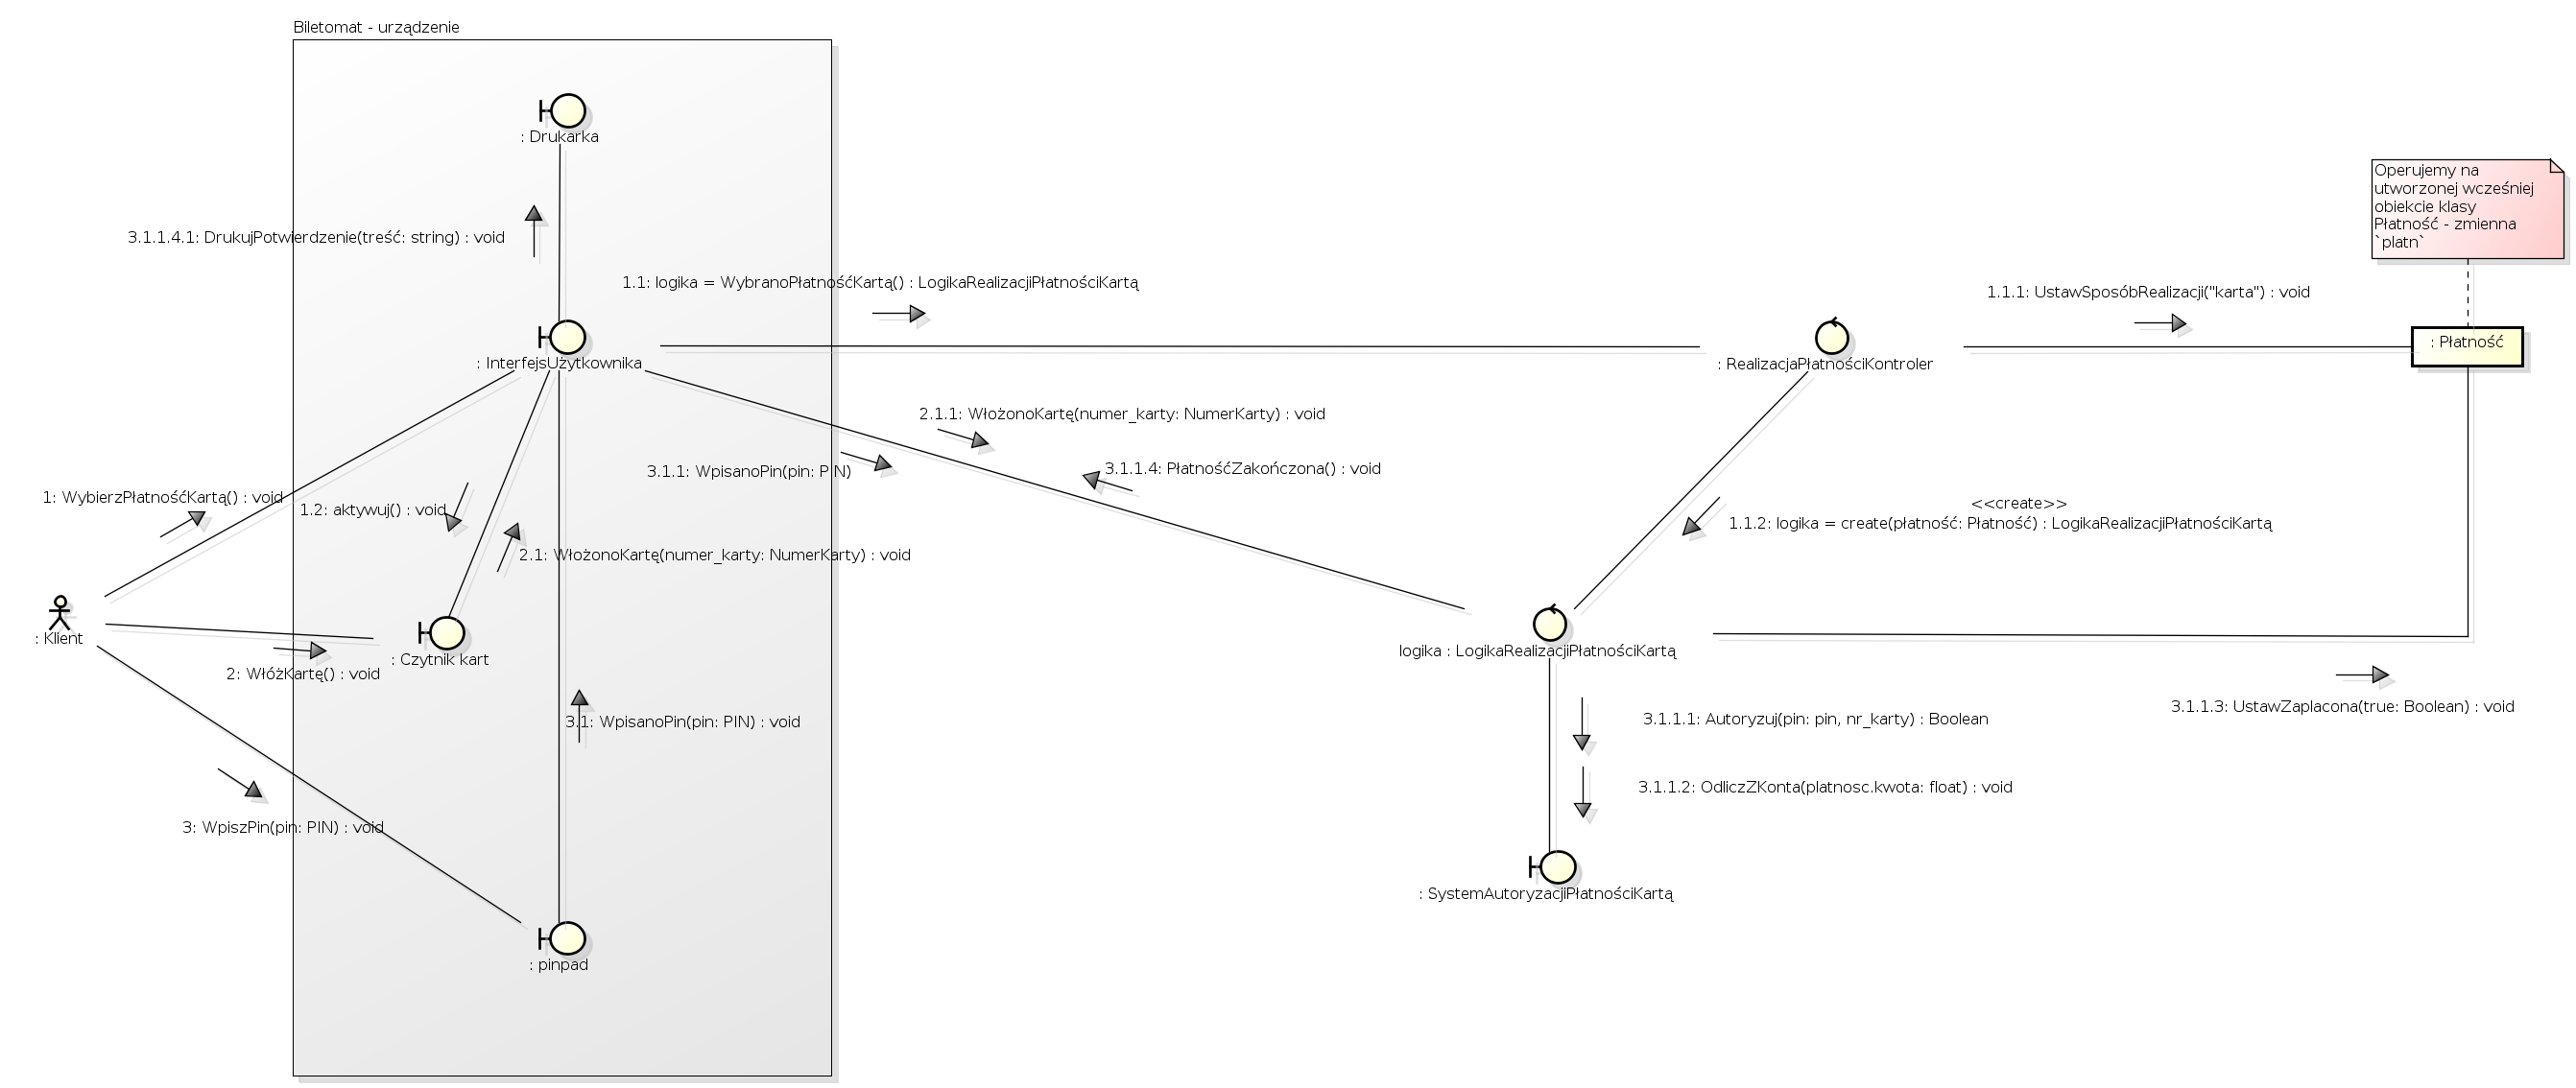 Biletomat - urządzenie
: Drukarka
Operujemy na
utworzonej wcześniej
obiekcie klasy
Płatność - zmienna
`platn`
3.1.1.4.1: DrukujPotwierdzenie(treść: string) : void
1.1: logika = WybranoPłatnośćKartą() : LogikaRealizacjiPłatnościKartą
1.1.1: UstawSposóbRealizacji("karta") : void
: Płatność
: InterfejsUżytkownika
: RealizacjaPłatnościKontroler
2.1.1: WłożonoKartę(numer_karty: NumerKarty) : void
3.1.1: WpisanoPin(pin: PIN)
3.1.1.4: PłatnośćZakończona() : void
1: WybierzPłatnośćKartą() : void
1.2: aktywuj() : void
<<create>>
1.1.2: logika = create(płatność: Płatność) : LogikaRealizacjiPłatnościKartą
2.1: WłożonoKartę(numer_karty: NumerKarty) : void
: Klient
: Czytnik kart
2: WłóżKartę() : void
logika : LogikaRealizacjiPłatnościKartą
3.1.1.3: UstawZaplacona(true: Boolean) : void
3.1: WpisanoPin(pin: PIN) : void
3.1.1.1: Autoryzuj(pin: pin, nr_karty) : Boolean
3.1.1.2: OdliczZKonta(platnosc.kwota: float) : void
3: WpiszPin(pin: PIN) : void
: SystemAutoryzacjiPłatnościKartą
: pinpad